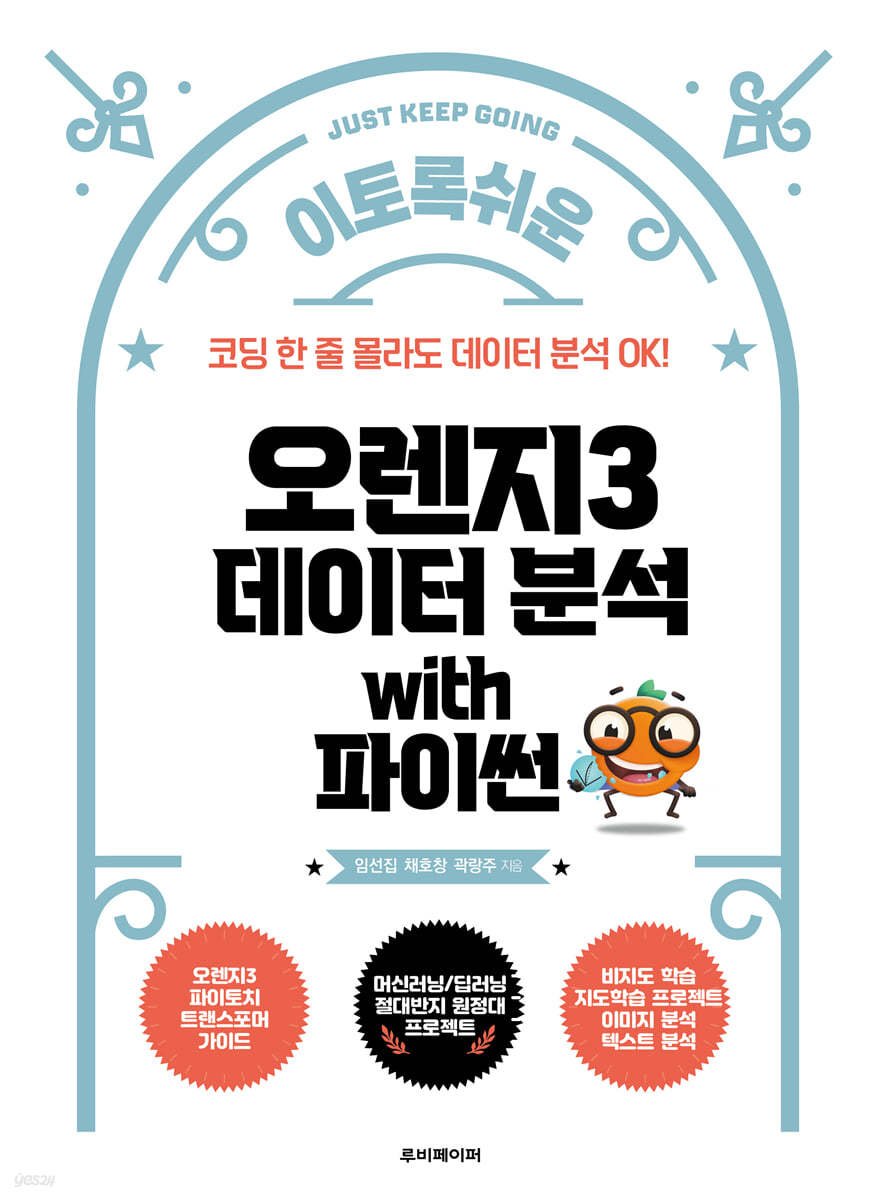 JUST KEEP GOING
이토록쉬운
코딩 한 줄 몰라도 데이터 분석 OK!
오렌지3
데이터 분석
with
파이썬
임선집 채호창 곽랑주 지음
오렌지3
파이토치
트랜스포머
가이드
머신러닝/딥러닝
절대반지 원정대
프로젝트
비지도 학습
지도학습 프로젝트
이미지 분석
텍스트 분석
루비페이퍼
yes24